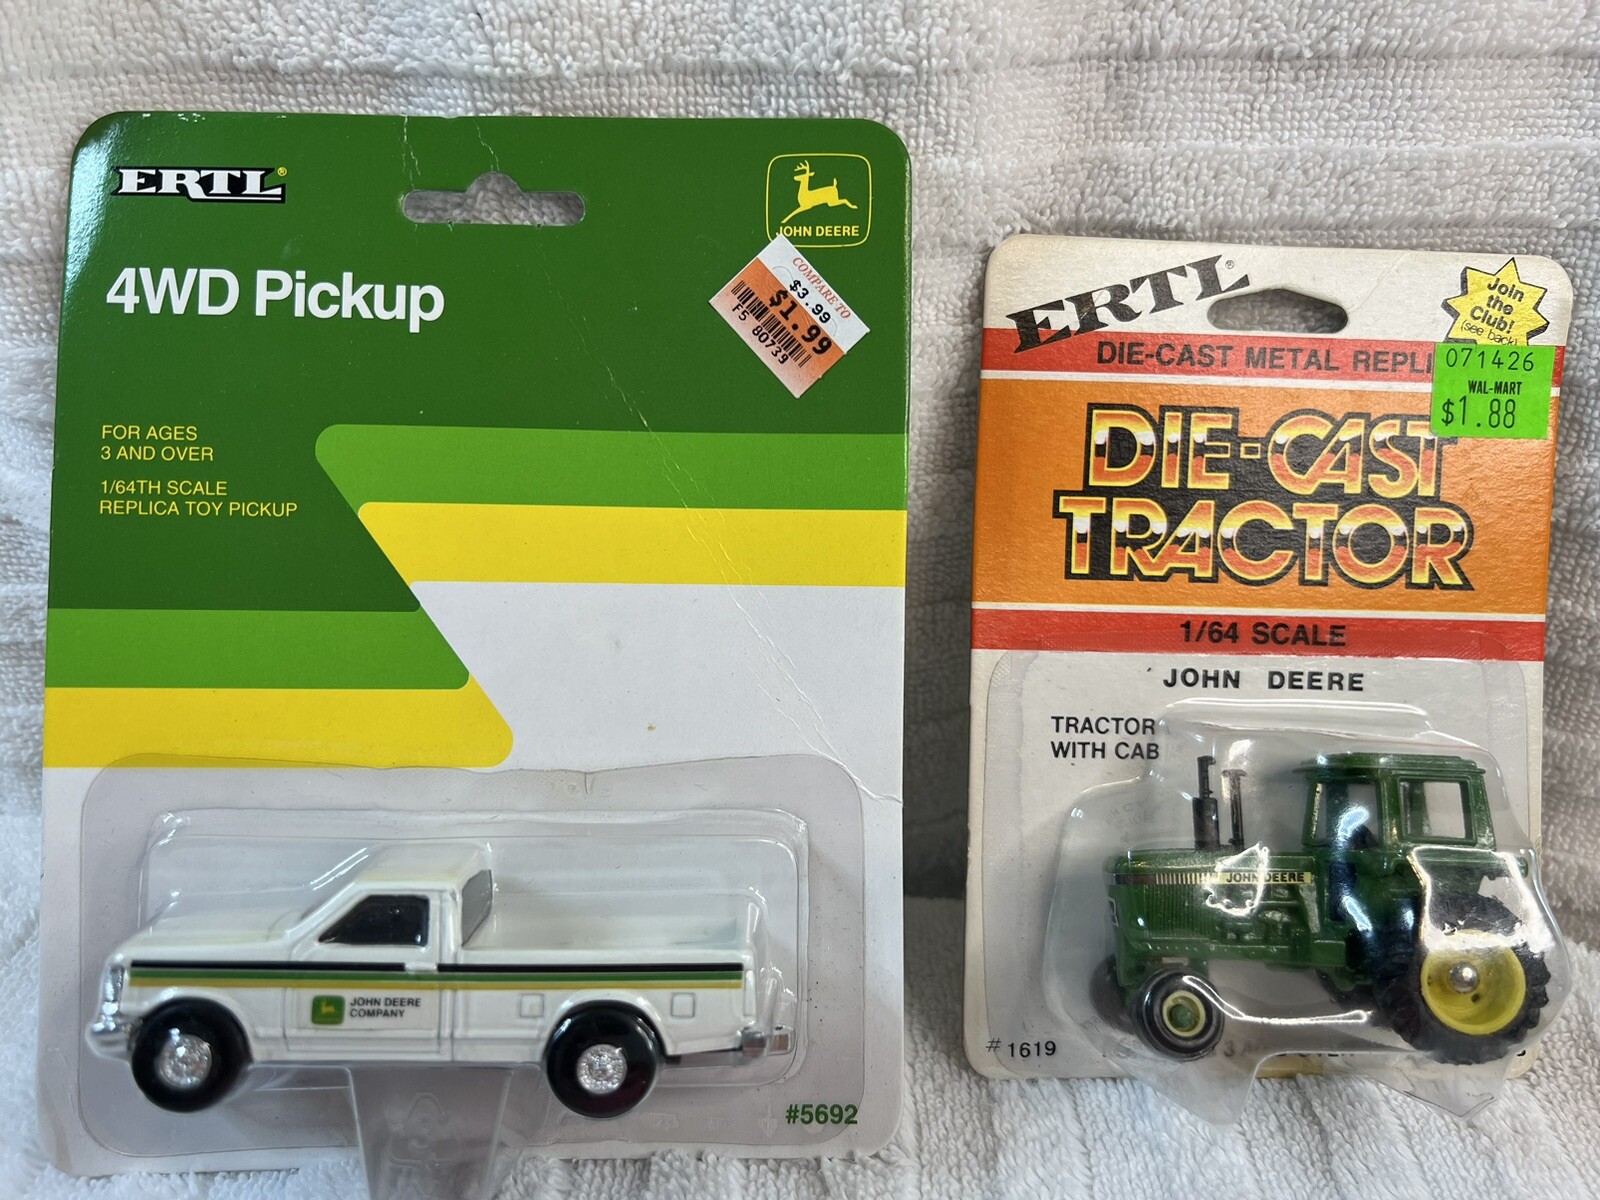 ERTL®
JOHN DEERE
4WD Pickup
COMPARE TO
$3.99
$1.99
F5 80739
FOR AGES
3 AND OVER
1/64TH SCALE
REPLICA TOY PICKUP
JOHN DEERE
COMPANY
#5692
ERTL®
Join
the
Club!
(see back)
DIE-CAST METAL REPLI
071426
WAL-MART
$1.88
DIE-CAST
TRACTOR
1/64 SCALE
JOHN DEERE
TRACTOR
WITH CAB
JOHN DEERE
#1619